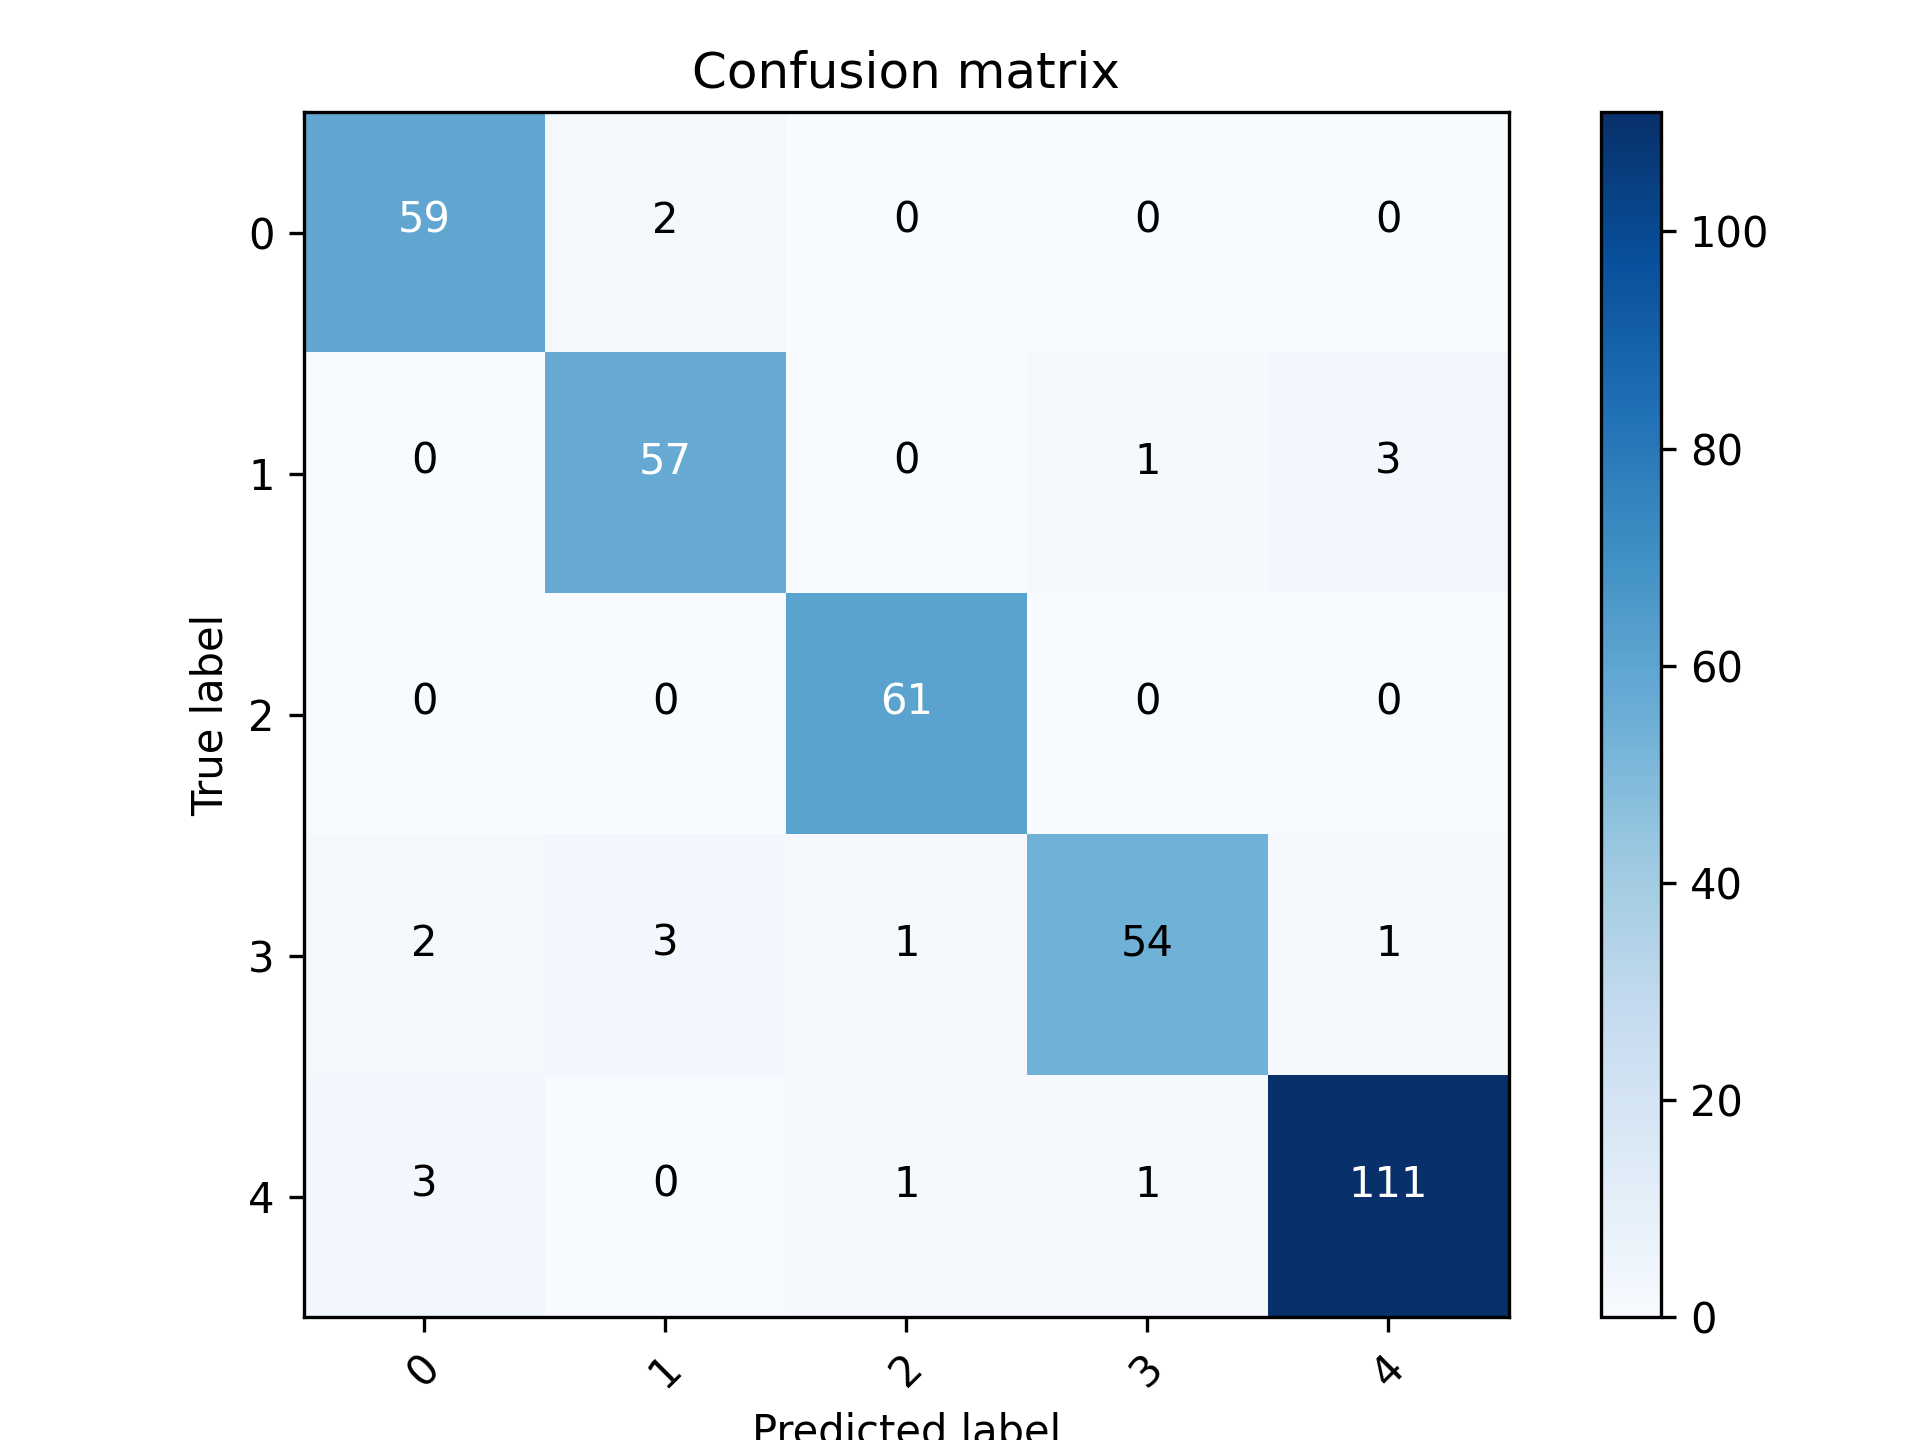 Confusion matrix
59 2 0 0 0
0 57 0 1 3
0 0 61 0 0
2 3 1 54 1
3 0 1 1 111
0
1
2
3
4
True label
0 1 2 3 4
Predicted label
100
80
60
40
20
0